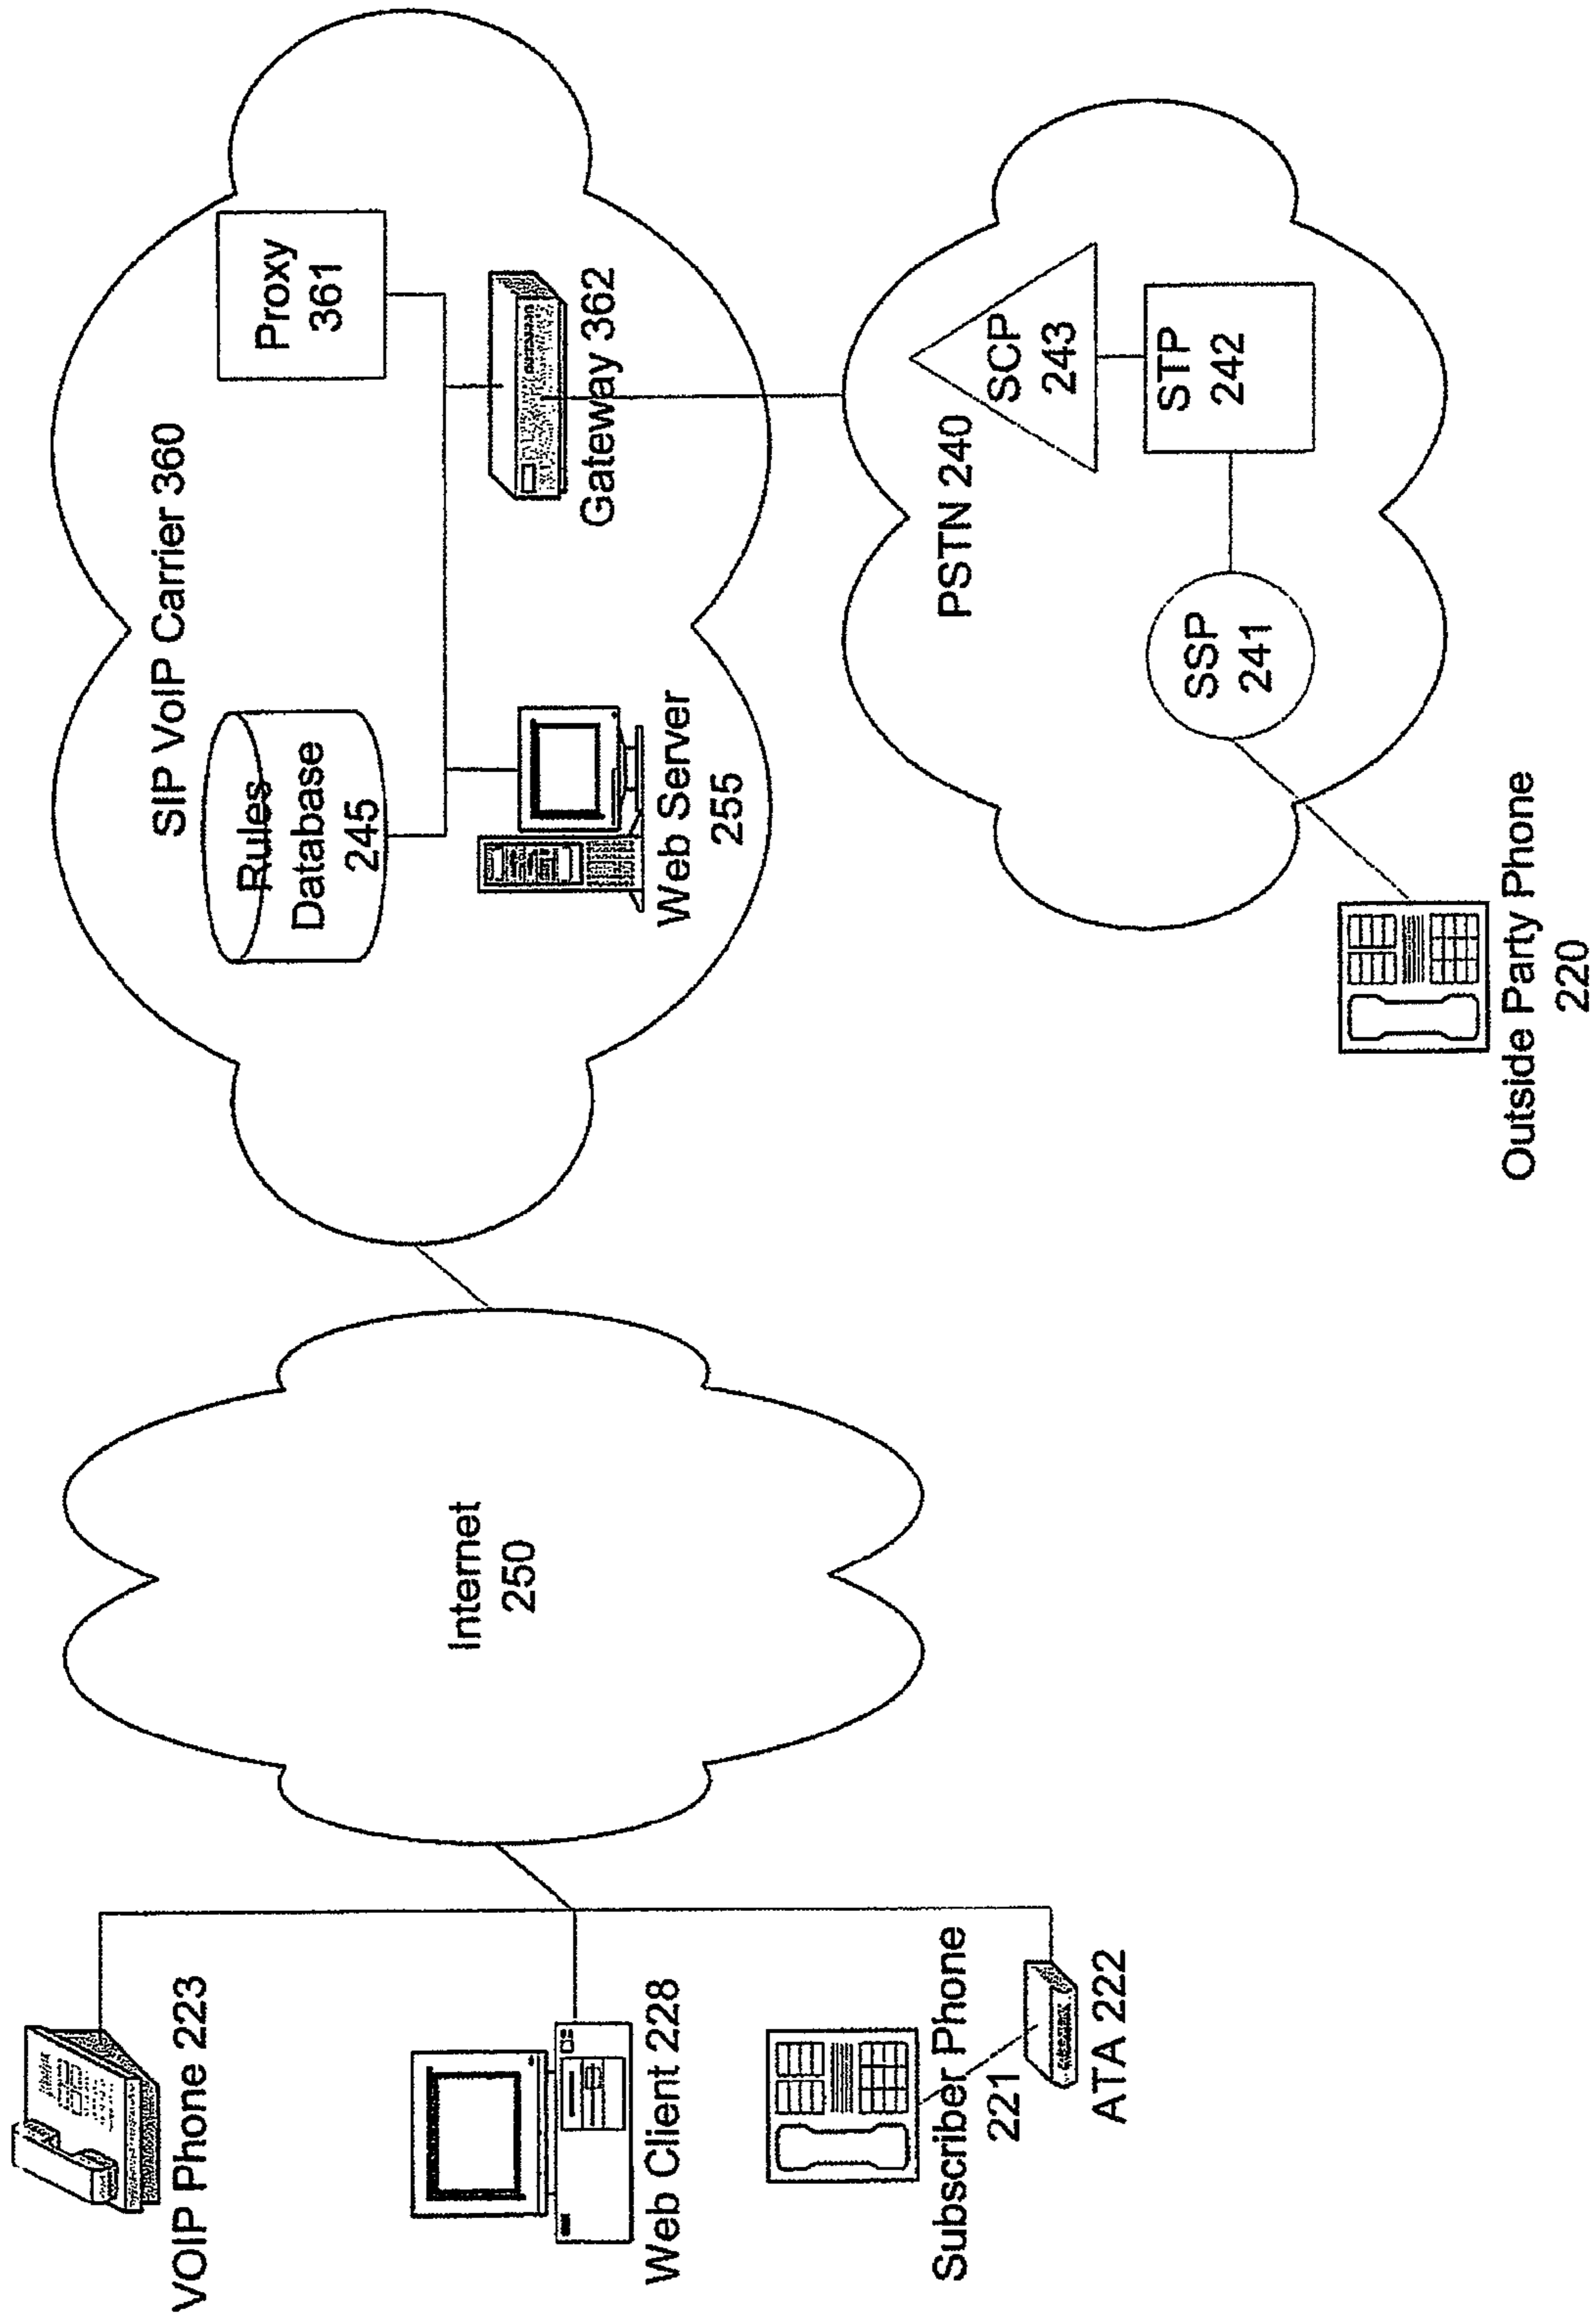 VOIP Phone 223
Web Client 228
Subscriber Phone
221
ATA 222
Internet
250
SIP VoIP Carrier 360
Rules
Database
245
Proxy
361
Web Server
255
Gateway 362
PSTN 240
SCP
243
STP
242
SSP
241
Outside Party Phone
220